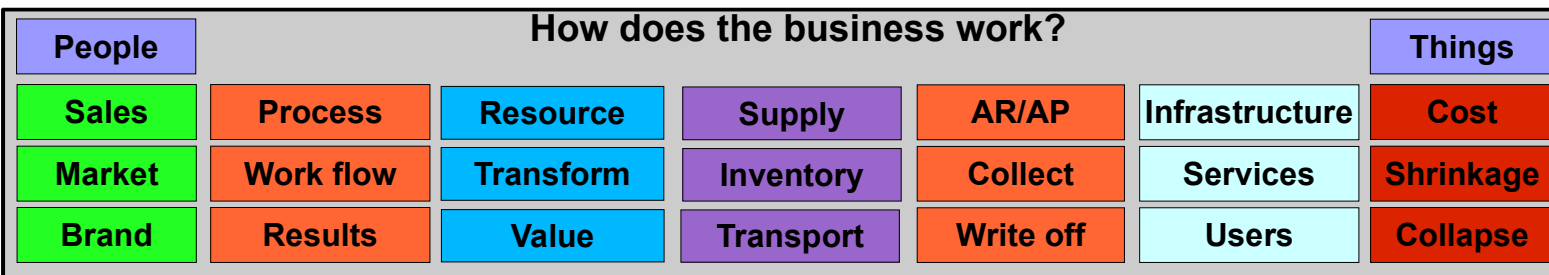 How does the business work?
People
Things
Sales Process Resource Supply AR/AP Infrastructure Cost
Market Work flow Transform Inventory Collect Services Shrinkage
Brand Results Value Transport Write off Users Collapse